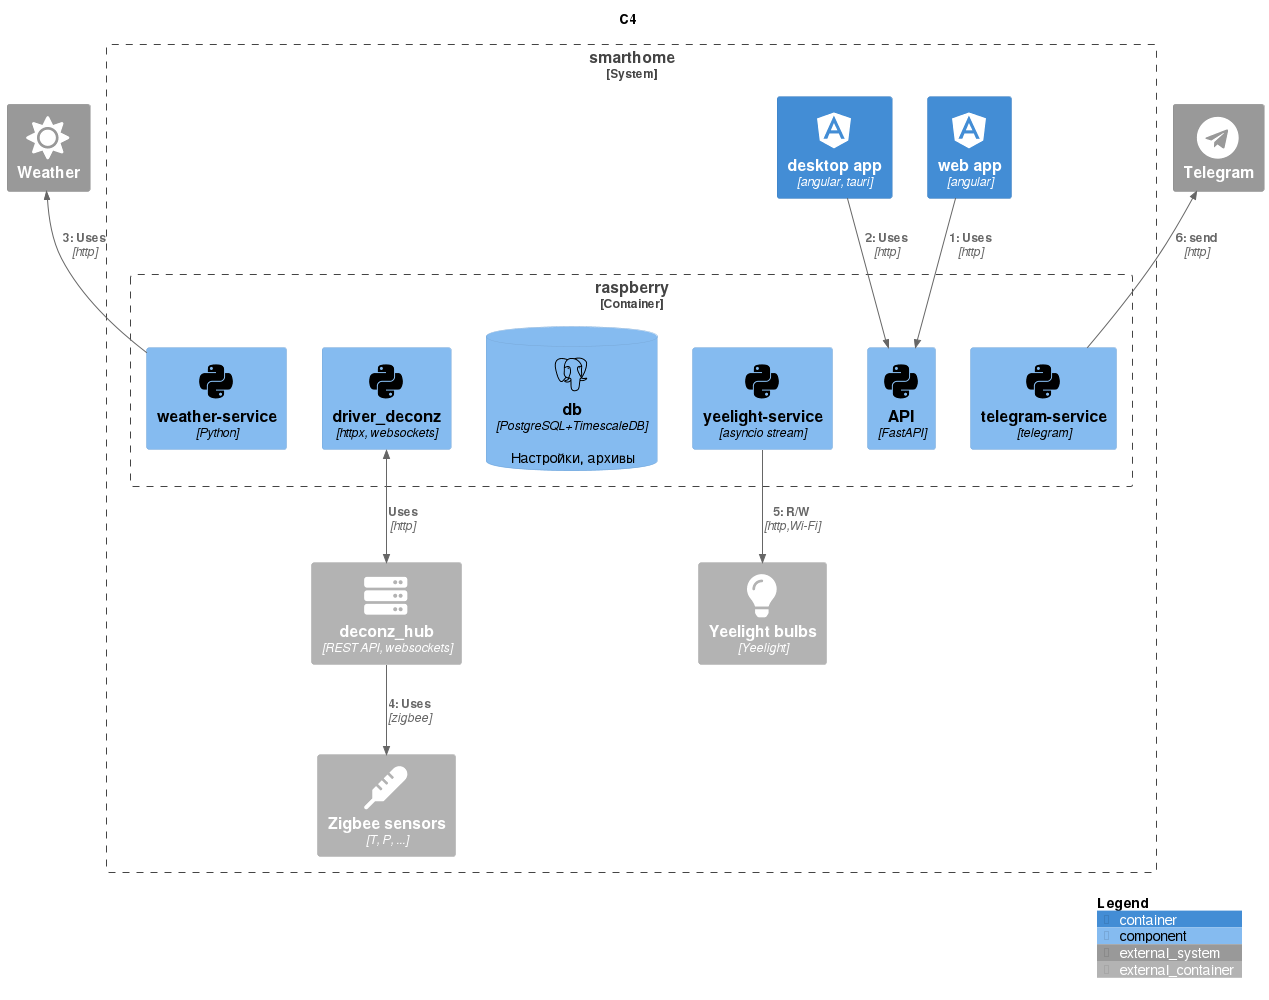 C4
smarthome
[System]
Weather
desktop app
[angular, tauri]
web app
[angular]
Telegram
3: Uses
[http]
2: Uses
[http]
1: Uses
[http]
6: send
[http]
raspberry
[Container]
weather-service
[Python]
driver_deconz
[httpx, websockets]
db
[PostgreSQL+TimescaleDB]
Настройки, архивы
yeelight-service
[asyncio stream]
API
[FastAPI]
telegram-service
[telegram]
Uses
[http]
5: R/W
[http,Wi-Fi]
deconz_hub
[REST API, websockets]
Yeelight bulbs
[Yeelight]
4: Uses
[zigbee]
Zigbee sensors
[T, P, ...]
Legend
container
component
external_system
external_container